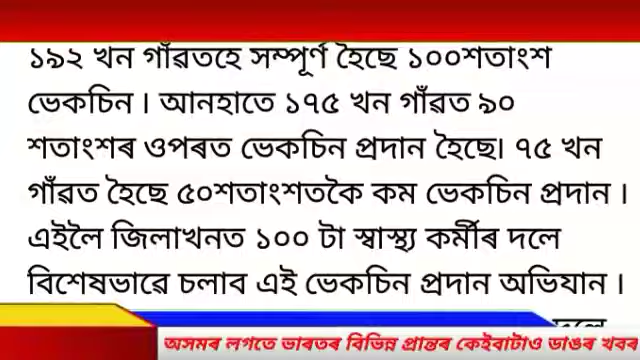 ১৯২ খন গাঁৱতহে সম্পূৰ্ণ হৈছে ১০০শতাংশ
ভেকচিন । আনহাতে ১৭৫ খন গাঁৱত ৯০
শতাংশৰ ওপৰত ভেকচিন প্ৰদান হৈছে৷ ৭৫ খন
গাঁৱত হৈছে ৫০শতাংশতকৈ কম ভেকচিন প্ৰদান ।
এইলৈ জিলাখনত ১০০ টা স্বাস্থ্য কৰ্মীৰ দলে
বিশেষভাৱে চলাব এই ভেকচিন প্ৰদান অভিযান ।
অসমৰ লগতে ভাৰতৰ বিভিন্ন প্ৰান্তৰ কেইবাটাও ডাঙৰ খবৰ